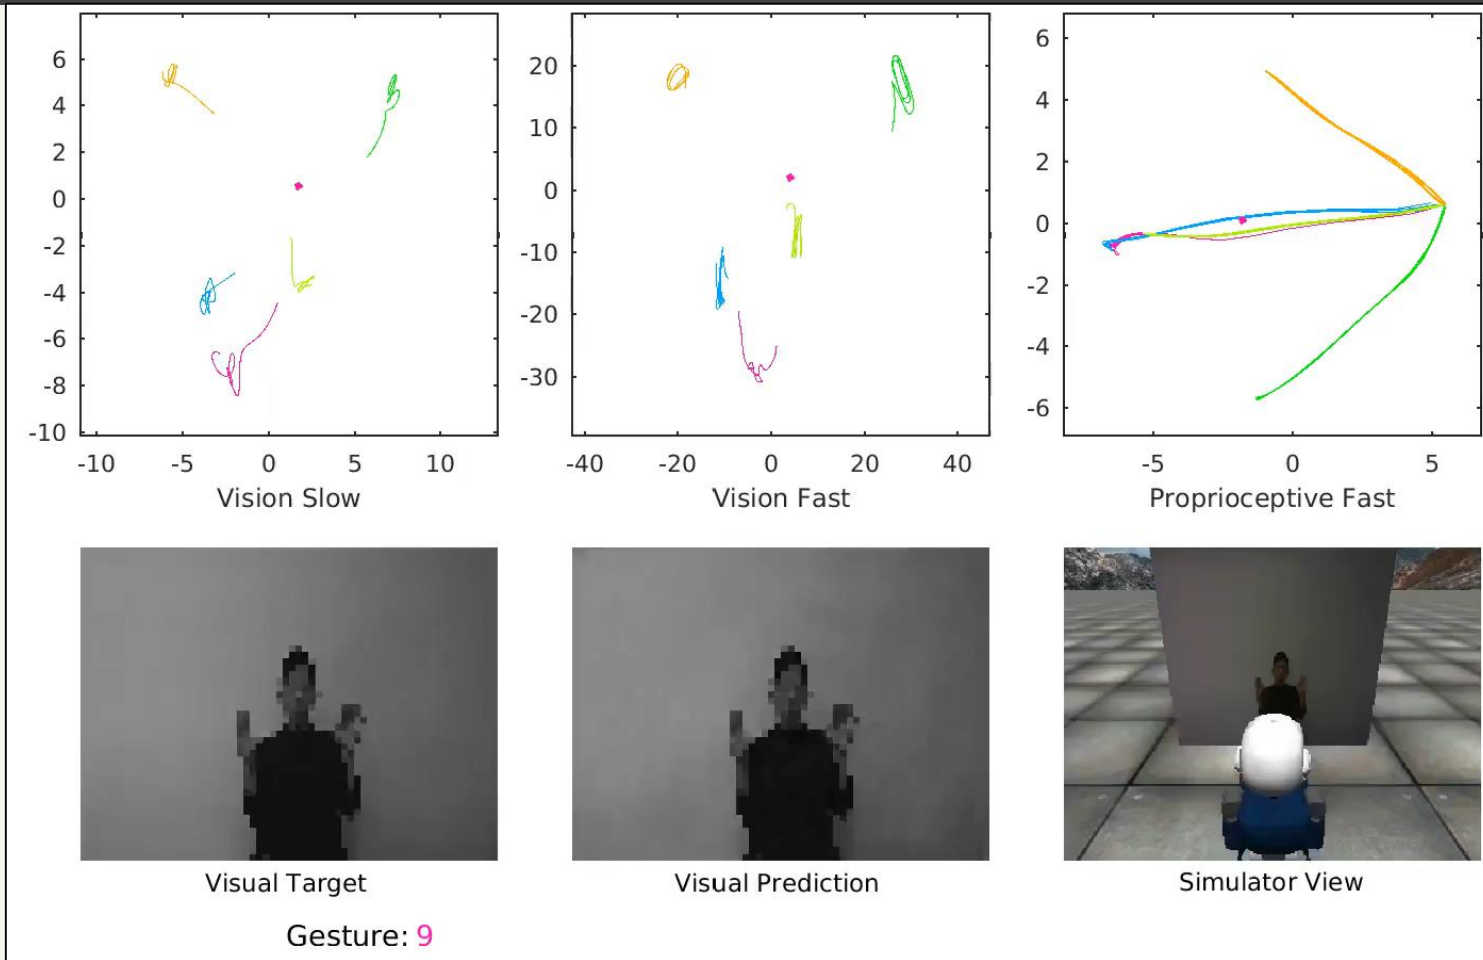 6
4
2
0
-2
-4
-6
-8
-10
-10 -5 0 5 10
Vision Slow
20
10
0
-10
-20
-30
-40 -20 0 20 40
Vision Fast
6
4
2
0
-2
-4
-6
-5 0 5
Proprioceptive Fast
Visual Target
Visual Prediction
Simulator View
Gesture: 9